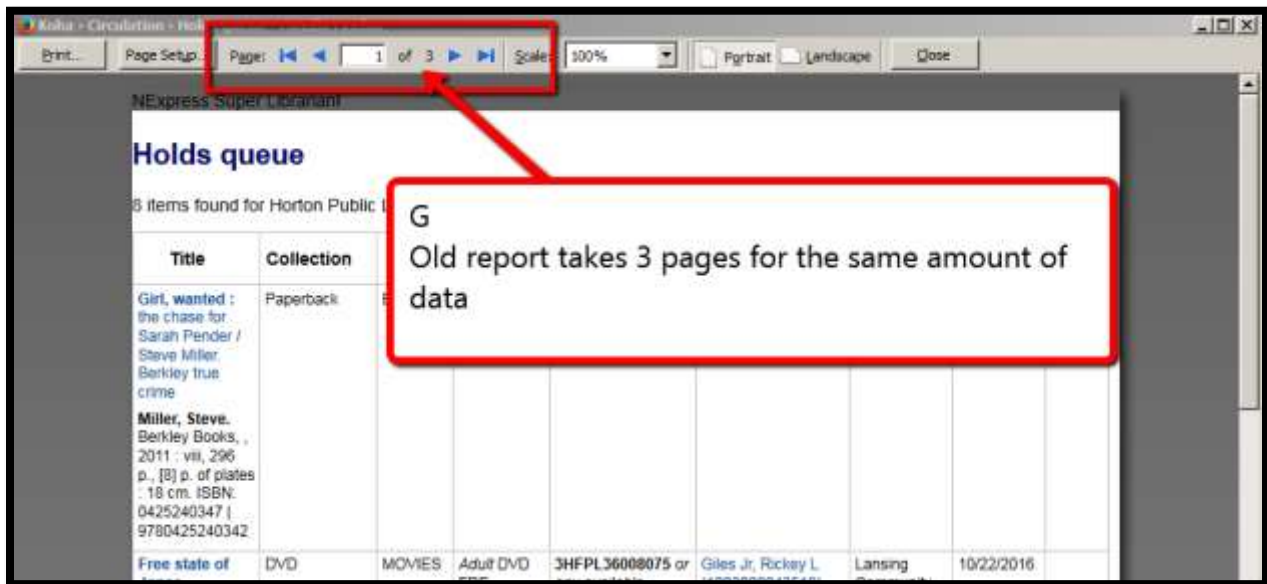 Koha - Circulation - Hol
Print... Page Setup... Page: 1 of 3 Scale: 100% Portrait Landscape Close
NExpress Super Librarian!
Holds queue
8 items found for Horton Public L
Title Collection
Girl, wanted : Paperback
the chase for
Sarah Pender /
Steve Miller.
Berkley true
crime
Miller, Steve.
Berkley Books, ,
2011 : viii, 296
p., [8] p. of plates
: 18 cm. ISBN:
0425240347 |
9780425240342
G
Old report takes 3 pages for the same amount of
data
Free state of DVD MOVIES Adult DVD 3HFPL36008075 or Giles Jr, Rickey L Lansing 10/22/2016